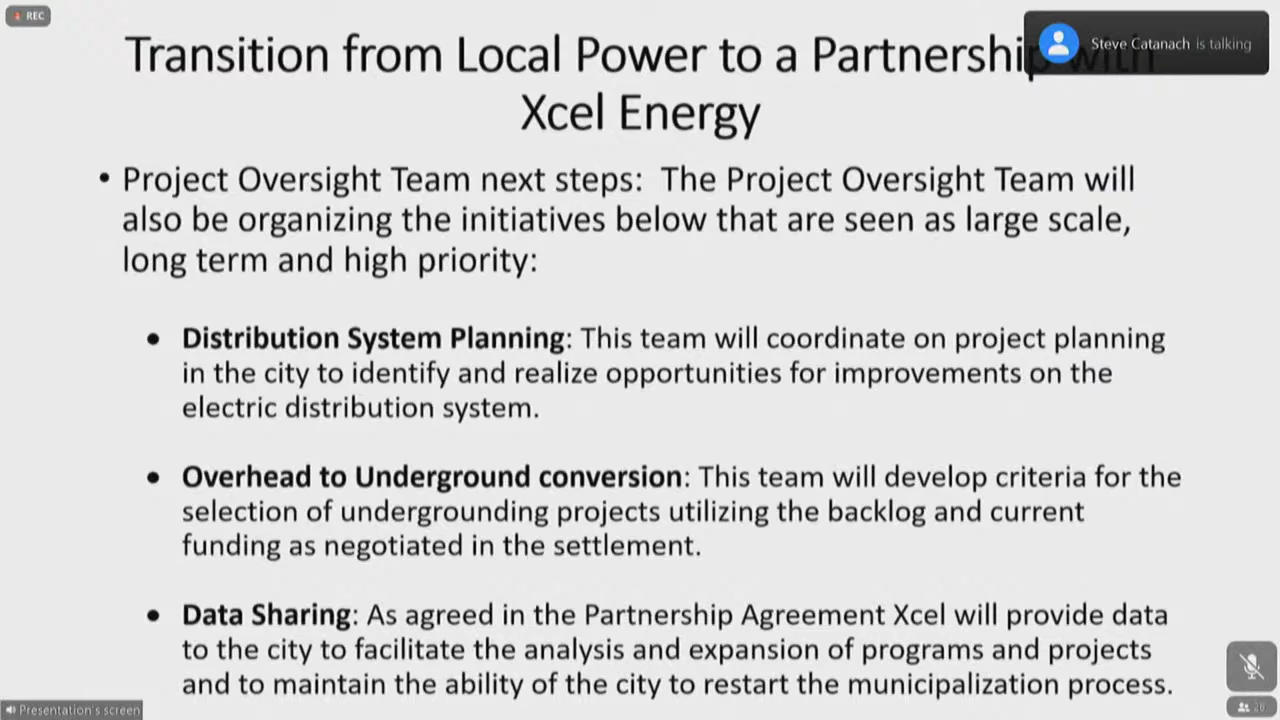 REC
Steve Catanach is talking
Transition from Local Power to a Partnership with
Xcel Energy
• Project Oversight Team next steps: The Project Oversight Team will
also be organizing the initiatives below that are seen as large scale,
long term and high priority:
• Distribution System Planning: This team will coordinate on project planning
in the city to identify and realize opportunities for improvements on the
electric distribution system.
• Overhead to Underground conversion: This team will develop criteria for the
selection of undergrounding projects utilizing the backlog and current
funding as negotiated in the settlement.
• Data Sharing: As agreed in the Partnership Agreement Xcel will provide data
to the city to facilitate the analysis and expansion of programs and projects
and to maintain the ability of the city to restart the municipalization process.
Presentation's screen